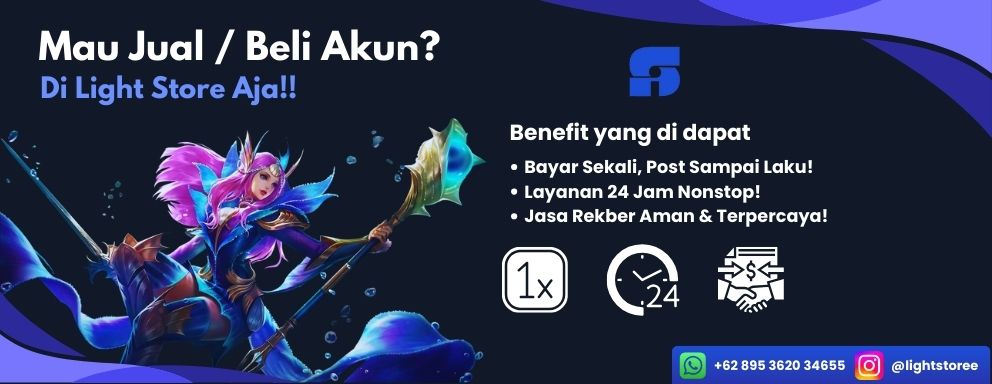 Mau Jual / Beli Akun?
Di Light Store Aja!!
Benefit yang di dapat
• Bayar Sekali, Post Sampai Laku!
• Layanan 24 Jam Nonstop!
• Jasa Rekber Aman & Terpercaya!
1x
24
$
+62 895 3620 34655
@lightstoree